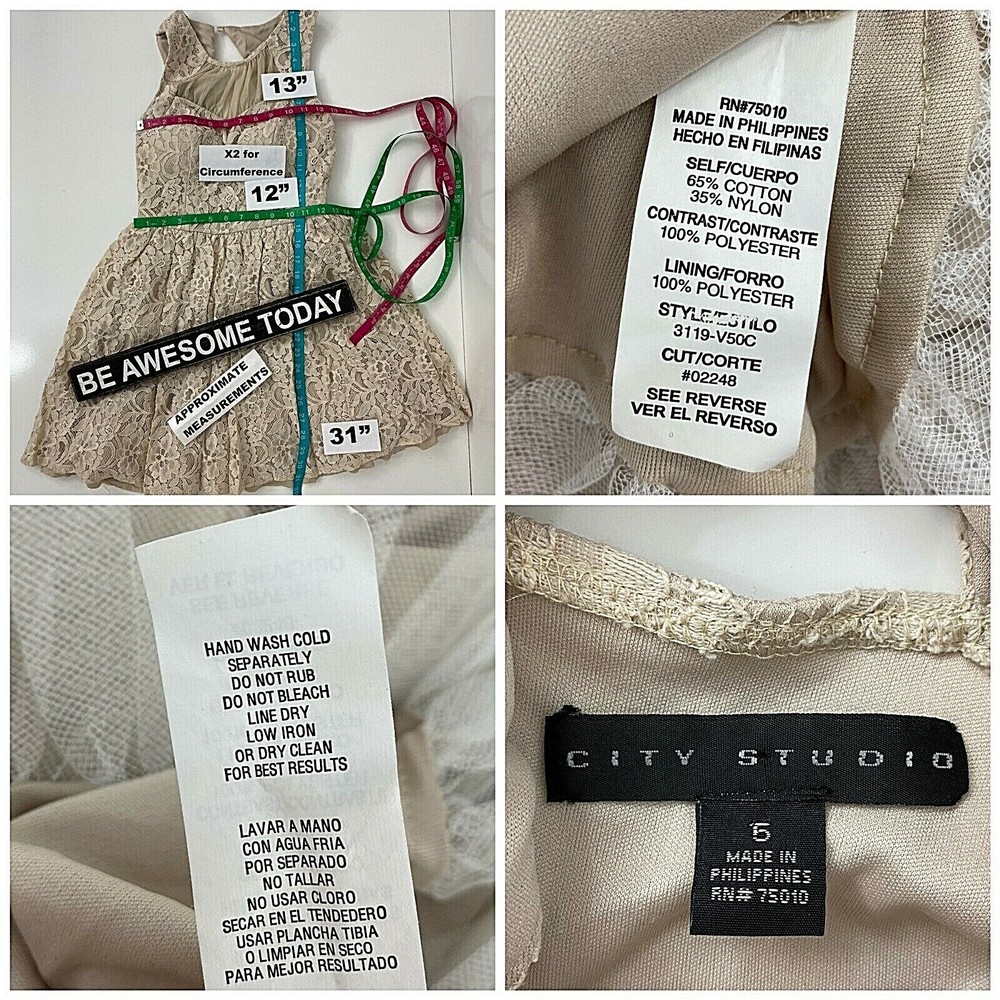 13”
X2 for
Circumference
12”
BE AWESOME TODAY
APPROXIMATE
MEASUREMENTS
31”
RN#75010
MADE IN PHILIPPINES
HECHO EN FILIPINAS
SELF/CUERPO
65% COTTON
35% NYLON
CONTRAST/CONTRASTE
100% POLYESTER
LINING/FORRO
100% POLYESTER
STYLE/ESTILO
3119-V50C
CUT/CORTE
#02248
SEE REVERSE
VER EL REVERSO
HAND WASH COLD
SEPARATELY
DO NOT RUB
DO NOT BLEACH
LINE DRY
LOW IRON
OR DRY CLEAN
FOR BEST RESULTS
LAVAR A MANO
CON AGUA FRIA
POR SEPARADO
NO TALLAR
NO USAR CLORO
SECAR EN EL TENDEDERO
USAR PLANCHA TIBIA
O LIMPIAR EN SECO
PARA MEJOR RESULTADO
CITY STUDIO
6
MADE IN
PHILIPPINES
RN# 75010